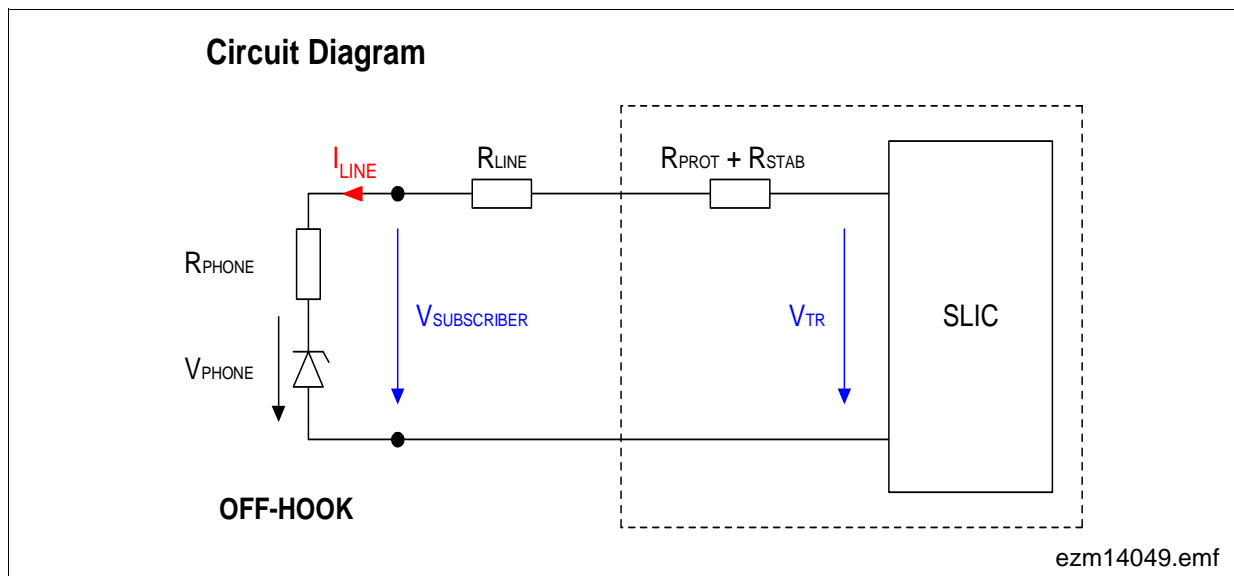 Circuit Diagram
ILINE
RLINE
RPROT + RSTAB
RPHONE
VSUBSCRIBER
VTR
SLIC
VPHONE
OFF-HOOK
ezm14049.emf